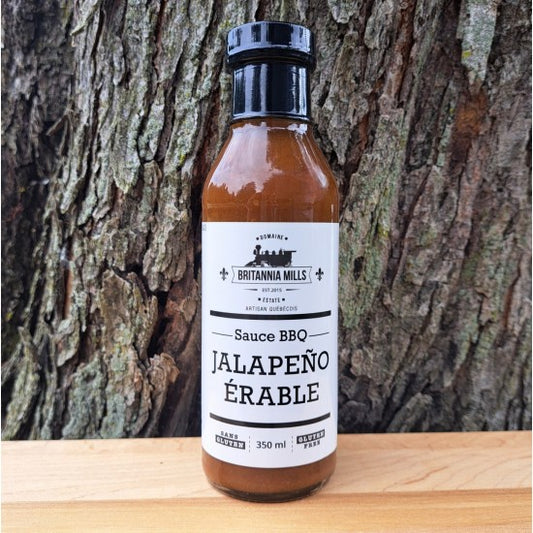 DOMAINE
BRITANNIA MILLS
EST. 2015
ESTATE
ARTISAN QUÉBÉCOIS
Sauce BBQ
JALAPEÑO
ÉRABLE
SANS GLUTEN
350 ml
GLUTEN FREE